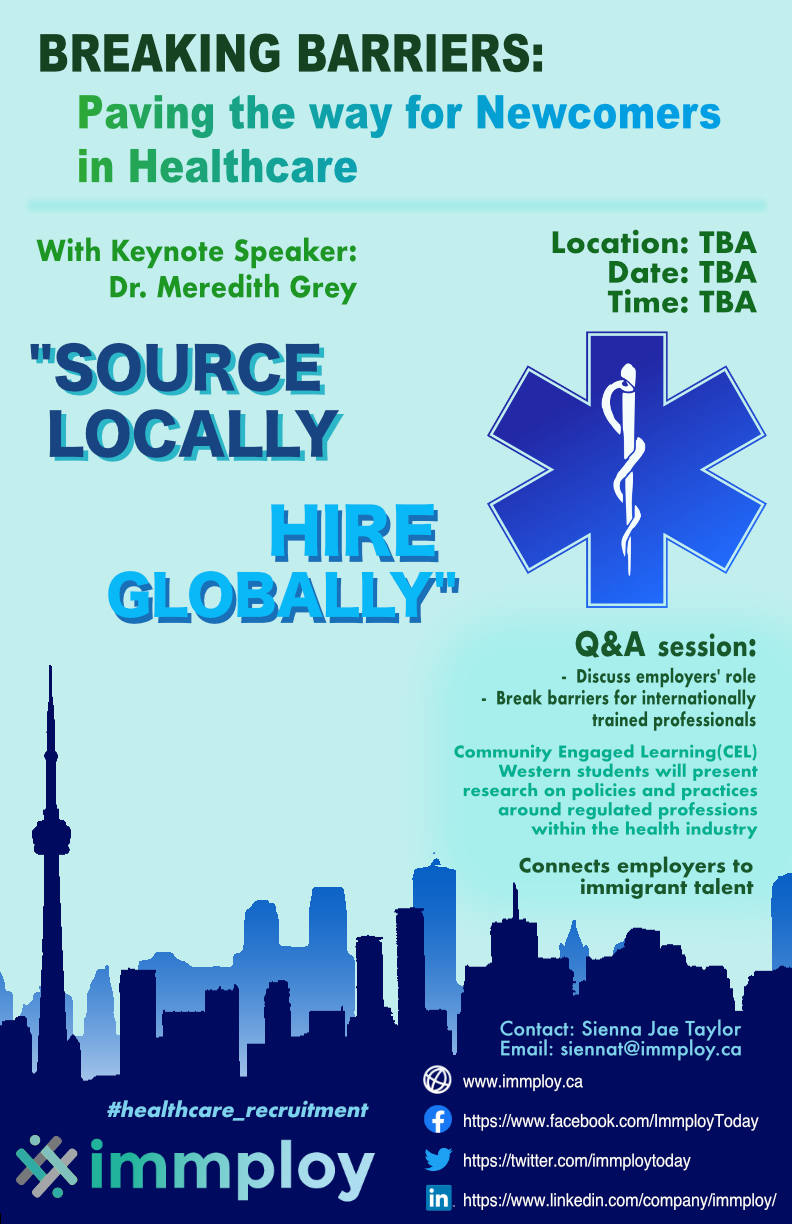 BREAKING BARRIERS:
Paving the way for Newcomers
in Healthcare
With Keynote Speaker:
Dr. Meredith Grey
Location: TBA
Date: TBA
Time: TBA
"SOURCE
LOCALLY
HIRE
GLOBALLY"
Q&A session:
- Discuss employers' role
- Break barriers for internationally
trained professionals
Community Engaged Learning(CEL)
Western students will present
research on policies and practices
around regulated professions
within the health industry
Connects employers to
immigrant talent
Contact: Sienna Jae Taylor
Email: siennat@immploy.ca
www.immploy.ca
https://www.facebook.com/ImmployToday
https://twitter.com/immploytoday
https://www.linkedin.com/company/immploy/
#healthcare_recruitment
immploy